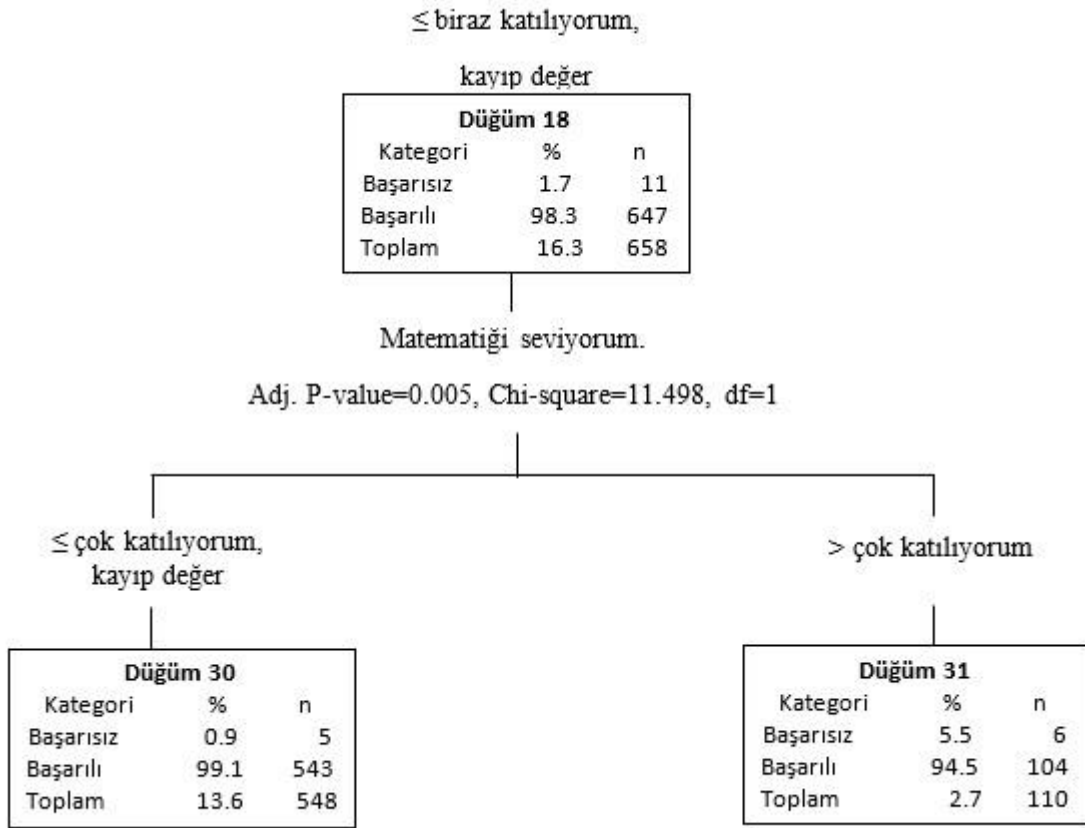 ≤ biraz katılıyorum,
kayıp değer
Düğüm 18
Kategori % n
Başarısız 1.7 11
Başarılı 98.3 647
Toplam 16.3 658
Matematiği seviyorum.
Adj. P-value=0.005, Chi-square=11.498, df=1
≤ çok katılıyorum,
kayıp değer
> çok katılıyorum
Düğüm 30
Kategori % n
Başarısız 0.9 5
Başarılı 99.1 543
Toplam 13.6 548
Düğüm 31
Kategori % n
Başarısız 5.5 6
Başarılı 94.5 104
Toplam 2.7 110